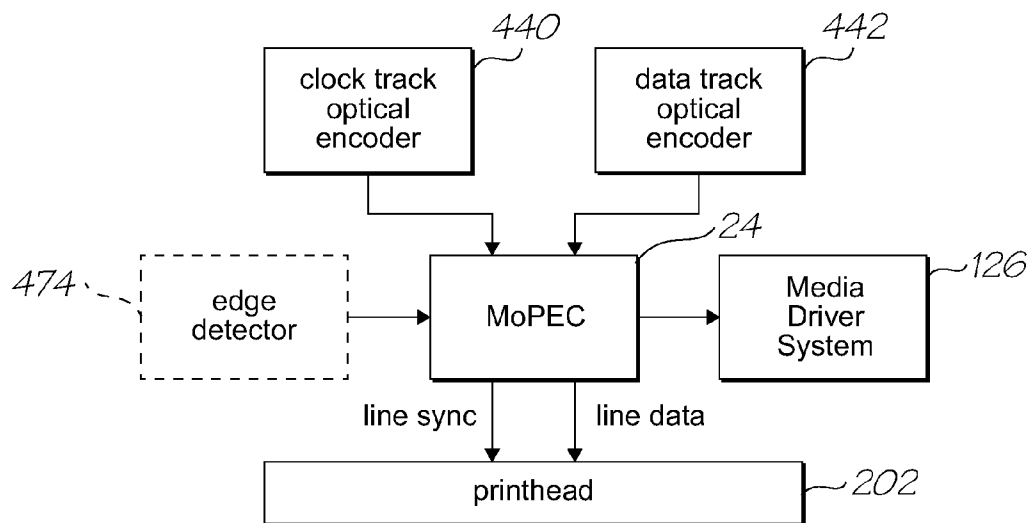 440
442
clock track
optical
encoder
data track
optical
encoder
24
126
474
edge
detector
MoPEC
Media
Driver
System
line sync
line data
printhead
202